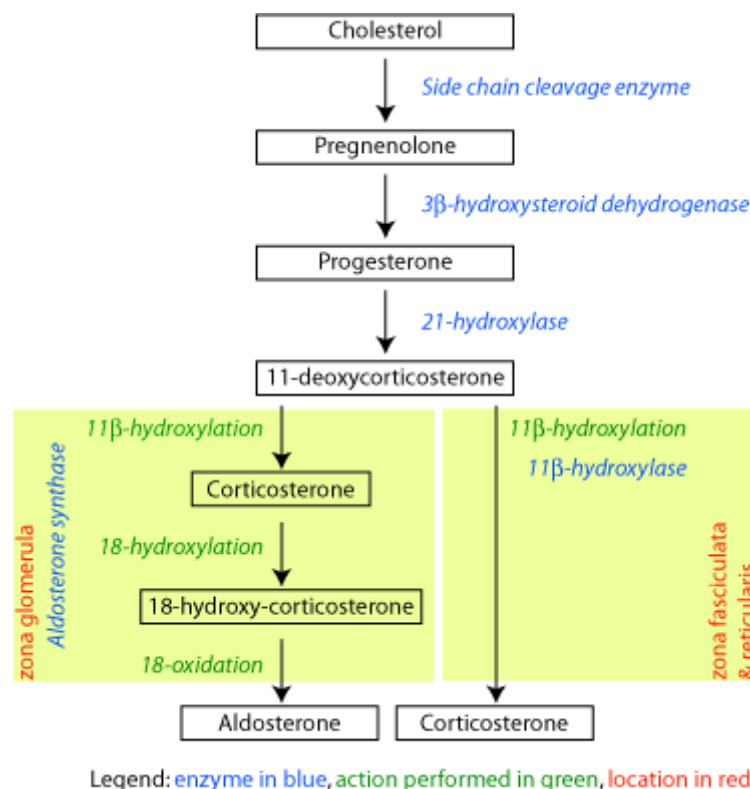 Cholesterol
Side chain cleavage enzyme
Pregnenolone
3β-hydroxysteroid dehydrogenase
Progesterone
21-hydroxylase
11-deoxycorticosterone
11β-hydroxylation
Corticosterone
18-hydroxylation
18-hydroxy-corticosterone
18-oxidation
zona glomerula
Aldosterone synthase
11β-hydroxylation
11β-hydroxylase
zona fasciculata
& reticularis
Aldosterone
Corticosterone
Legend: enzyme in blue, action performed in green, location in red